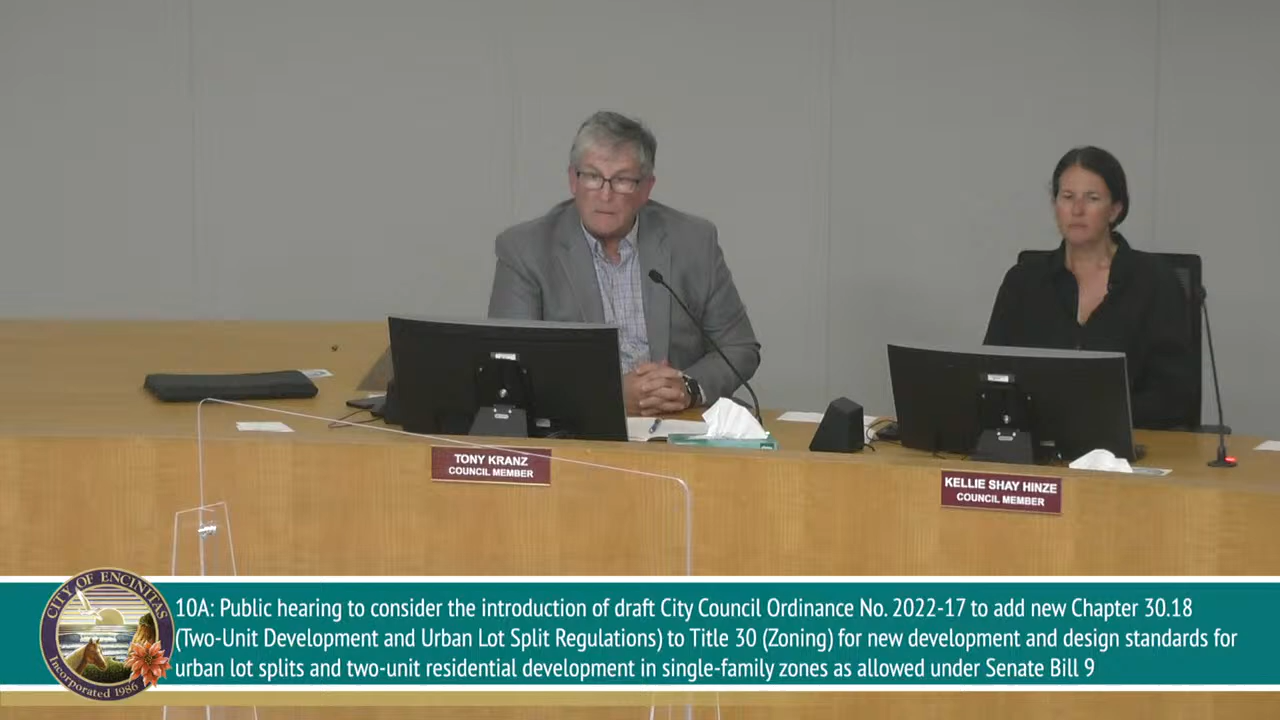 TONY KRANZ
COUNCIL MEMBER
KELLIE SHAY HINZE
COUNCIL MEMBER
CITY OF ENCINITAS
Incorporated 1986
10A: Public hearing to consider the introduction of draft City Council Ordinance No. 2022-17 to add new Chapter 30.18
(Two-Unit Development and Urban Lot Split Regulations) to Title 30 (Zoning) for new development and design standards for
urban lot splits and two-unit residential development in single-family zones as allowed under Senate Bill 9